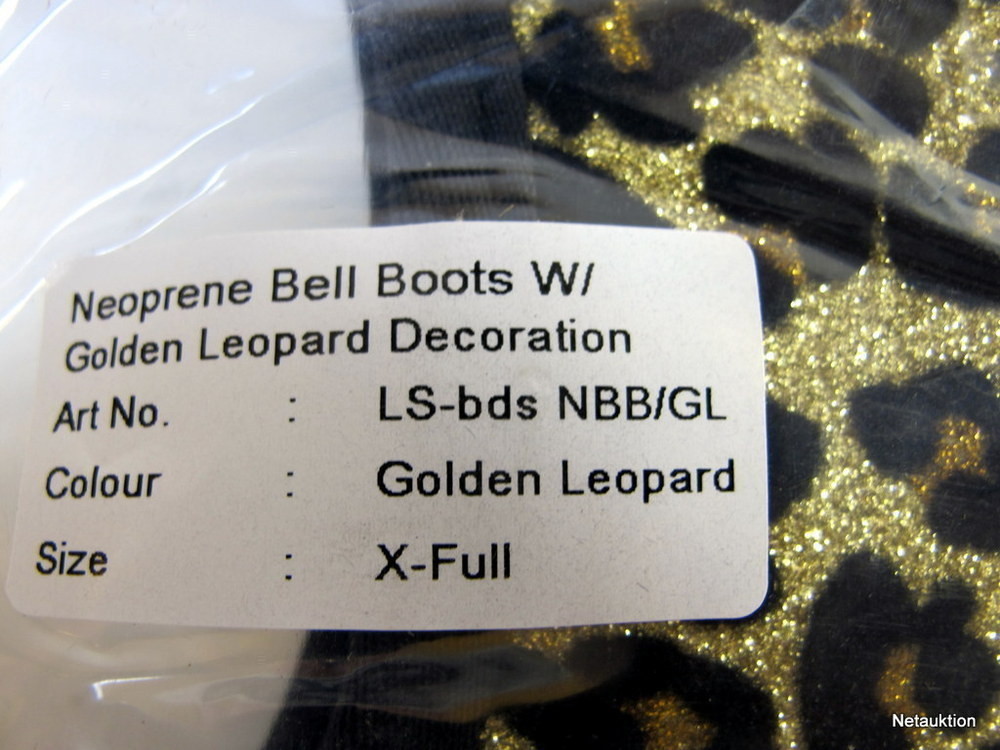 Neoprene Bell Boots W/
Golden Leopard Decoration
Art No. : LS-bds NBB/GL
Colour : Golden Leopard
Size : X-Full
Netauktion